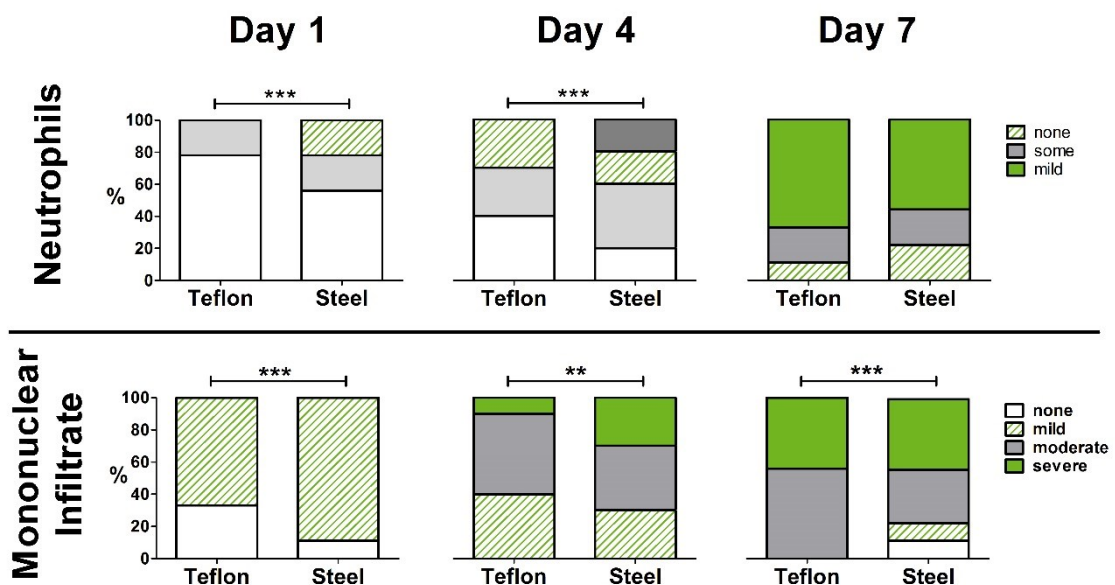 Day 1
Day 4
Day 7
Neutrophils
***
***
100
80
60
40
20
0
%
Teflon
Steel
Teflon
Steel
Teflon
Steel
none
some
mild
Mononuclear
Infiltrate
***
**
***
100
80
60
40
20
0
%
Teflon
Steel
Teflon
Steel
Teflon
Steel
none
mild
moderate
severe